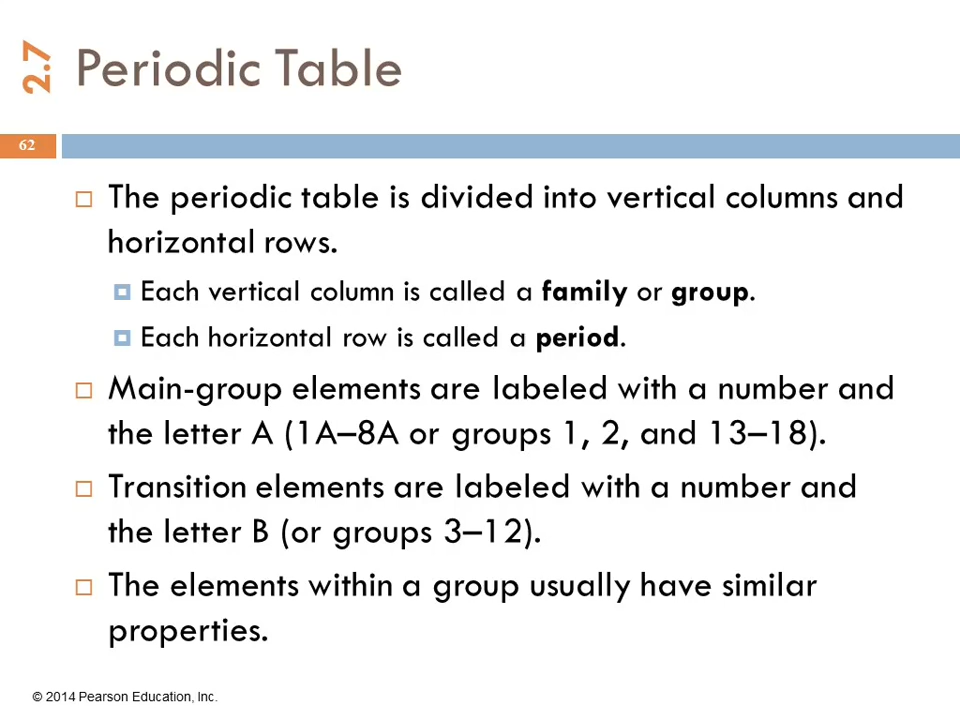 2.7
Periodic Table
62
The periodic table is divided into vertical columns and
horizontal rows.
Each vertical column is called a family or group.
Each horizontal row is called a period.
Main-group elements are labeled with a number and
the letter A (1A–8A or groups 1, 2, and 13–18).
Transition elements are labeled with a number and
the letter B (or groups 3–12).
The elements within a group usually have similar
properties.
© 2014 Pearson Education, Inc.